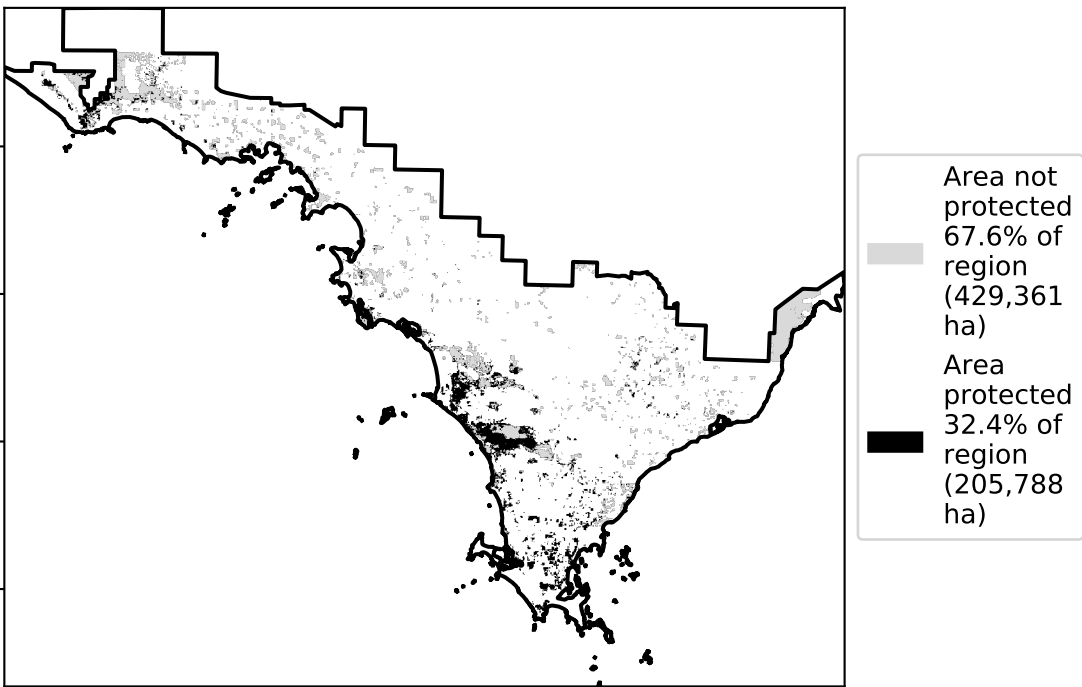 Area not
protected
67.6% of
region
(429,361
ha)
Area
protected
32.4% of
region
(205,788
ha)